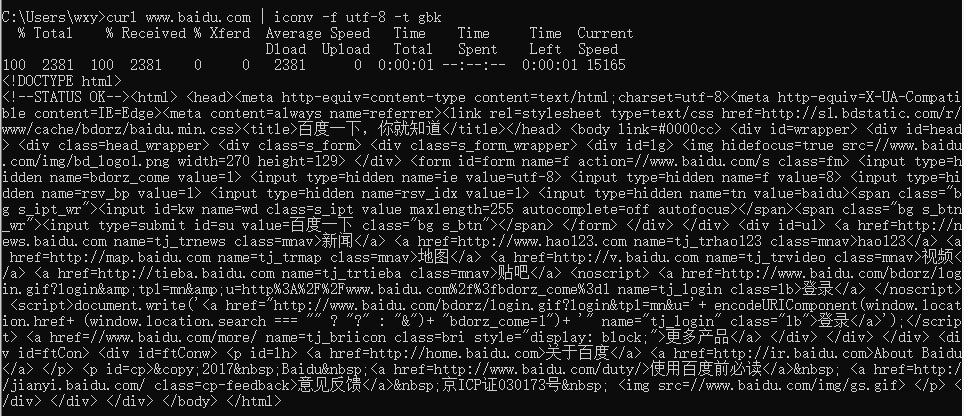 C:\Users\wxy>curl www.baidu.com | iconv -f utf-8 -t gbk
% Total % Received % Xferd Average Speed Time Time Time Current
Dload Upload Total Spent Left Speed
100 2381 100 2381 0 0 2381 0 0:00:01 --:--:-- 0:00:01 15165
<!DOCTYPE html>
<!--STATUS OK--><html> <head><meta http-equiv=content-type content=text/html;charset=utf-8><meta http-equiv=X-UA-Compati
ble content=IE=Edge><meta content=always name=referrer><link rel=stylesheet type=text/css href=http://s1.bdstatic.com/r/
www/cache/bdorz/baidu.min.css><title>百度一下，你就知道</title></head> <body link=#0000cc> <div id=wrapper> <div id=head
> <div class=head_wrapper> <div class=s_form> <div class=s_form_wrapper> <div id=lg> <img hidefocus=true src=//www.baidu
.com/img/bd_logo1.png width=270 height=129> </div> <form id=form name=f action=//www.baidu.com/s class=fm> <input type=h
idden name=bdorz_come value=1> <input type=hidden name=ie value=utf-8> <input type=hidden name=f value=8> <input type=hi
dden name=rsv_bp value=1> <input type=hidden name=rsv_idx value=1> <input type=hidden name=tn value=baidu><span class="b
g s_ipt_wr"><input id=kw name=wd class=s_ipt value maxlength=255 autocomplete=off autofocus></span><span class="bg s_btn
_wr"><input type=submit id=su value=百度一下 class="bg s_btn"></span> </form> </div> </div> <div id=u1> <a href=http://n
ews.baidu.com name=tj_trnews class=mnav>新闻</a> <a href=http://www.hao123.com name=tj_trhao123 class=mnav>hao123</a> <a
href=http://map.baidu.com name=tj_trmap class=mnav>地图</a> <a href=http://v.baidu.com name=tj_trvideo class=mnav>视频<
/a> <a href=http://tieba.baidu.com name=tj_trtieba class=mnav>贴吧</a> <noscript> <a href=http://www.baidu.com/bdorz/log
in.gif?login&amp;tpl=mn&amp;u=http%3A%2F%2Fwww.baidu.com%2f%3fbdorz_come%3d1 name=tj_login class=lb>登录</a> </noscript>
<script>document.write('<a href="http://www.baidu.com/bdorz/login.gif?login&tpl=mn&u='+ encodeURIComponent(window.locat
ion.href+ (window.location.search === "" ? "?" : "&")+ "bdorz_come=1")+ '" name="tj_login" class="lb">登录</a>');</scrip
t> <a href=//www.baidu.com/more/ name=tj_briicon class=bri style="display: block;">更多产品</a> </div> </div> </div> <di
v id=ftCon> <div id=ftConw> <p id=lh> <a href=http://home.baidu.com>关于百度</a> <a href=http://ir.baidu.com>About Baidu
</a> </p> <p id=cp>&copy;2017&nbsp;Baidu&nbsp;<a href=http://www.baidu.com/duty/>使用百度前必读</a>&nbsp; <a href=http:/
/jianyi.baidu.com/ class=cp-feedback>意见反馈</a>&nbsp;京ICP证030173号&nbsp; <img src=//www.baidu.com/img/gs.gif> </p> <
/div> </div> </div> </body> </html>